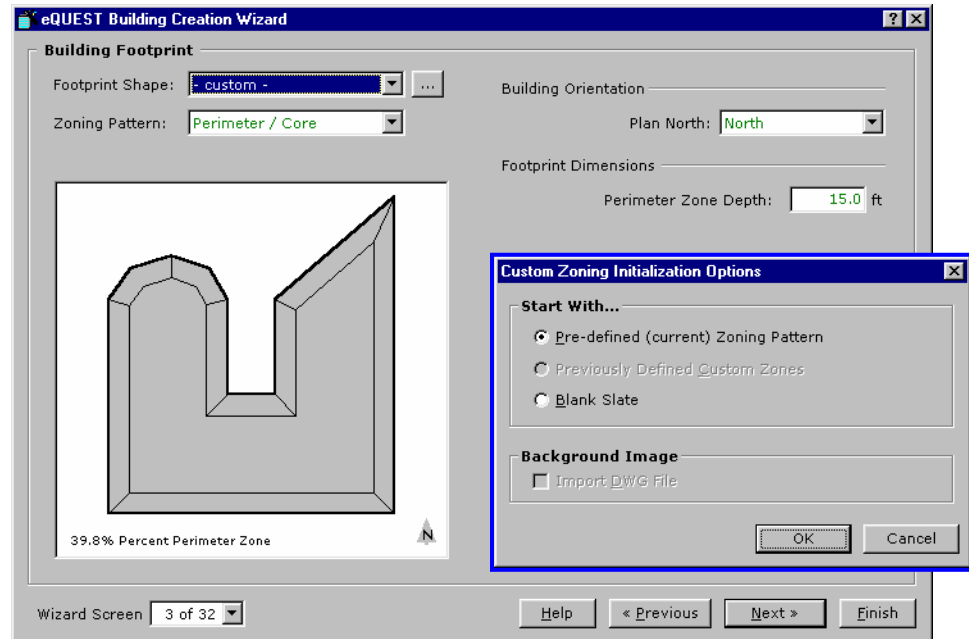 eQUEST Building Creation Wizard
Building Footprint
Footprint Shape: - custom - ...
Zoning Pattern: Perimeter / Core
Building Orientation
Plan North: North
Footprint Dimensions
Perimeter Zone Depth: 15.0 ft
39.8% Percent Perimeter Zone
N
Custom Zoning Initialization Options
Start With...
Pre-defined (current) Zoning Pattern
Previously Defined Custom Zones
Blank Slate
Background Image
Import DWG File
OK Cancel
Wizard Screen 3 of 32 Help « Previous Next » Finish